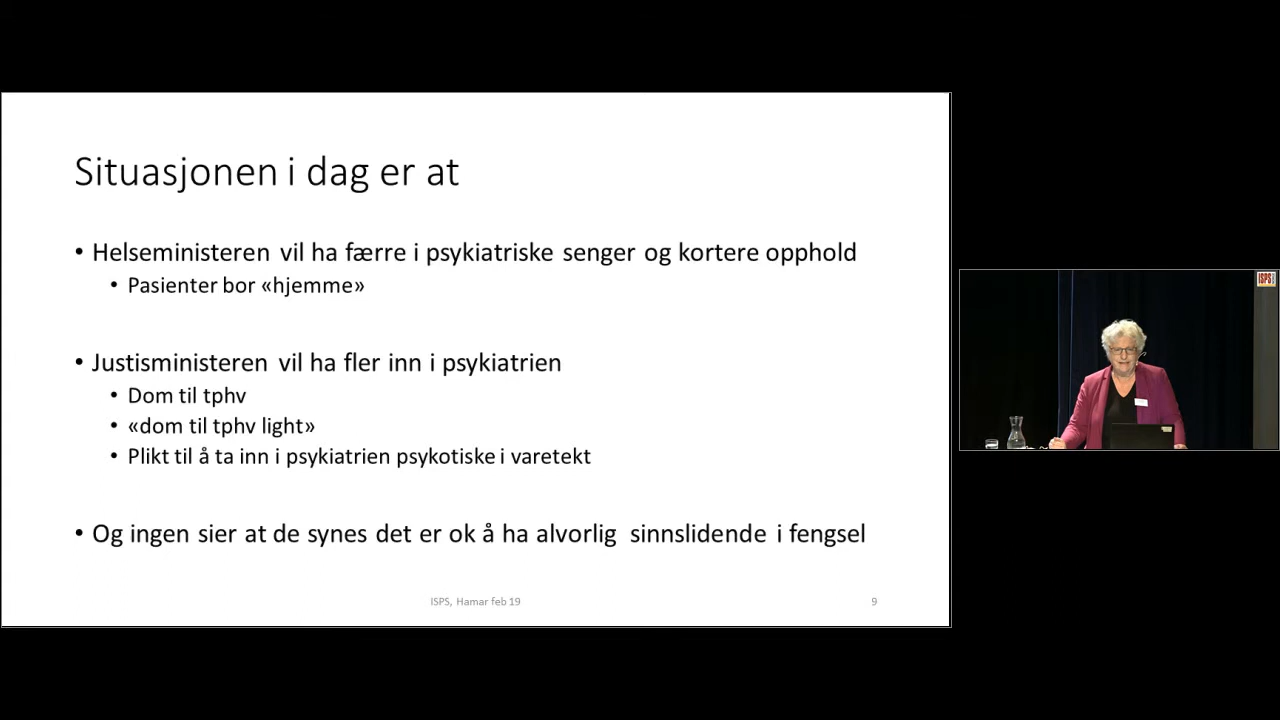 Situasjonen i dag er at
• Helseministeren vil ha færre i psykiatriske senger og kortere opphold
• Pasienter bor «hjemme»
• Justisministeren vil ha fler inn i psykiatrien
• Dom til tphv
• «dom til tphv light»
• Plikt til å ta inn i psykiatrien psykotiske i varetekt
• Og ingen sier at de synes det er ok å ha alvorlig sinnslidende i fengsel
ISPS, Hamar feb 19
9
ISPS